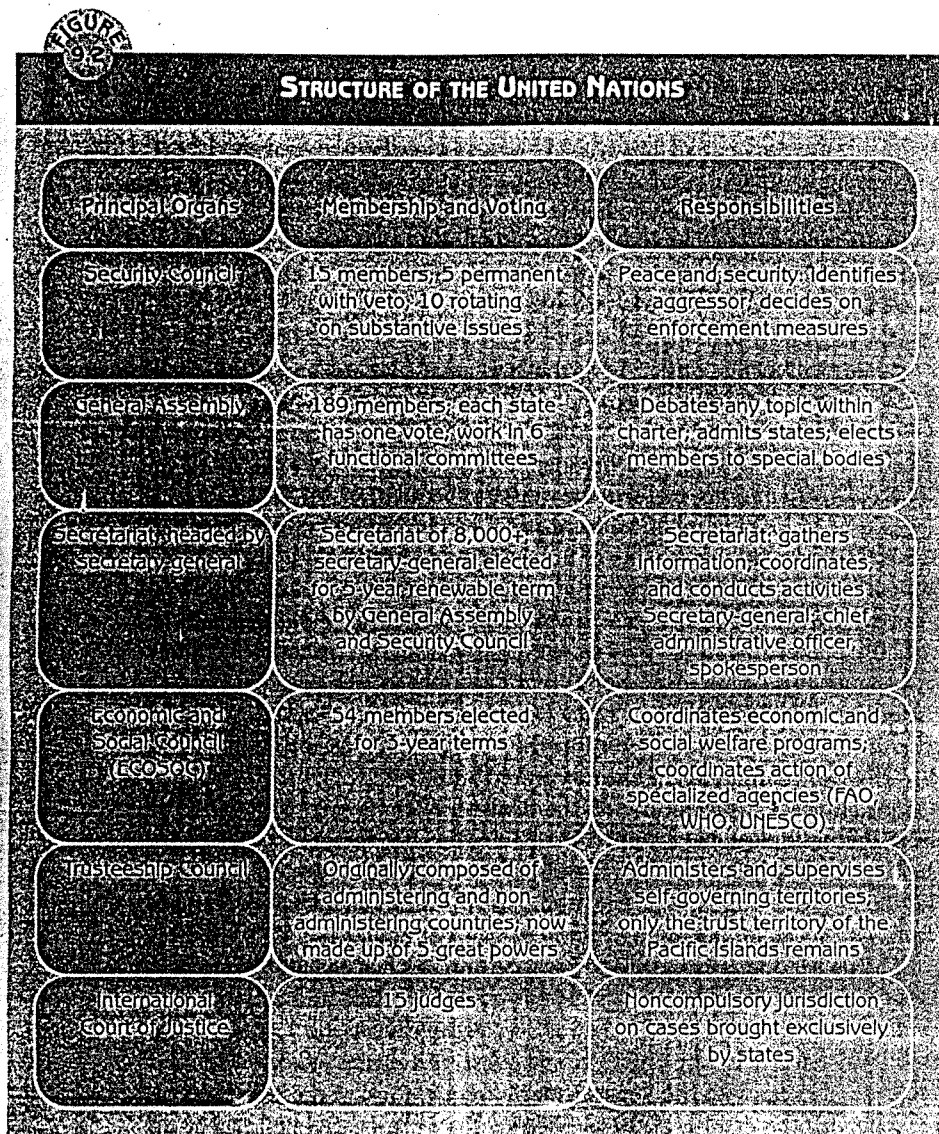 FIGURE
9.2
STRUCTURE OF THE UNITED NATIONS
Principal Organs
Membership and Voting
Responsibilities
Security Council
15 members; 5 permanent
with veto, 10 rotating
on substantive issues
Peace and security; identifies
aggressor; decides on
enforcement measures
General Assembly
189 members; each state
has one vote; work in 6
functional committees
Debates any topic within
charter; admits states; elects
members to special bodies
Secretariat, headed by
secretary-general
Secretariat of 8,000+;
secretary-general elected
for 5-year renewable term
by General Assembly
and Security Council
Secretariat: gathers
information, coordinates
and conducts activities
Secretary-general: chief
administrative officer,
spokesperson
Economic and
Social Council
(ECOSOC)
54 members elected
for 3-year terms
Coordinates economic and
social welfare programs;
coordinates action of
specialized agencies (FAO,
WHO, UNESCO)
Trusteeship Council
Originally composed of
administering and non-
administering countries; now
made up of 5 great powers
Administers and supervises
self-governing territories;
only the trust territory of the
Pacific Islands remains
International
Court of Justice
15 judges
Noncompulsory jurisdiction
on cases brought exclusively
by states